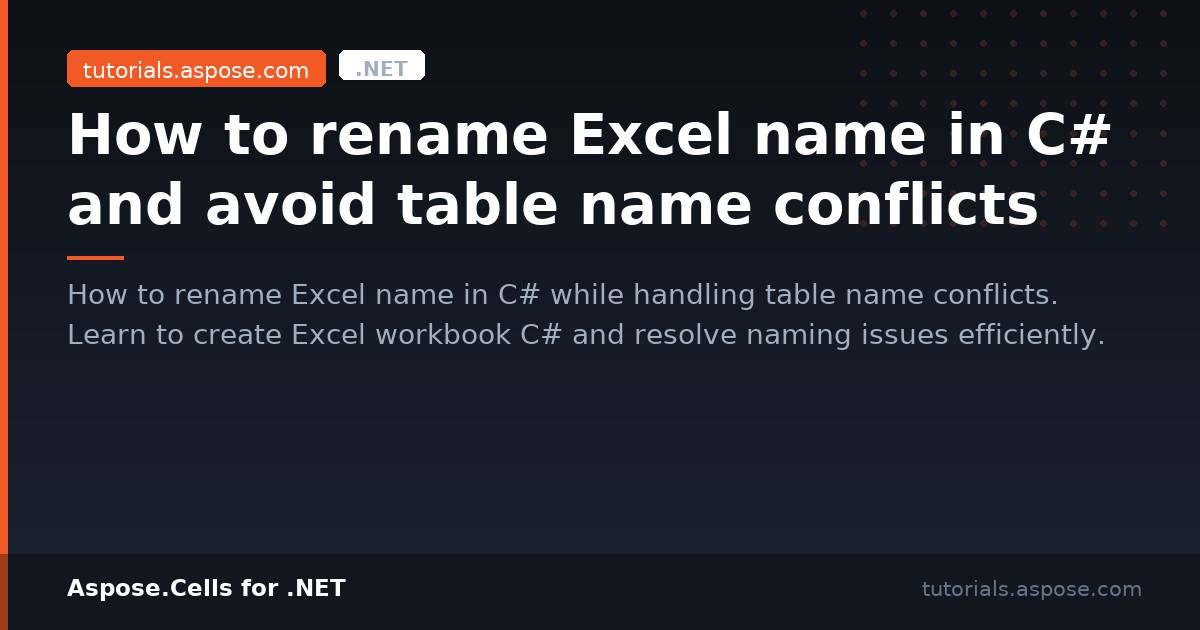 tutorials.aspose.com
.NET
How to rename Excel name in C#
and avoid table name conflicts
How to rename Excel name in C# while handling table name conflicts.
Learn to create Excel workbook C# and resolve naming issues efficiently.
Aspose.Cells for .NET
tutorials.aspose.com